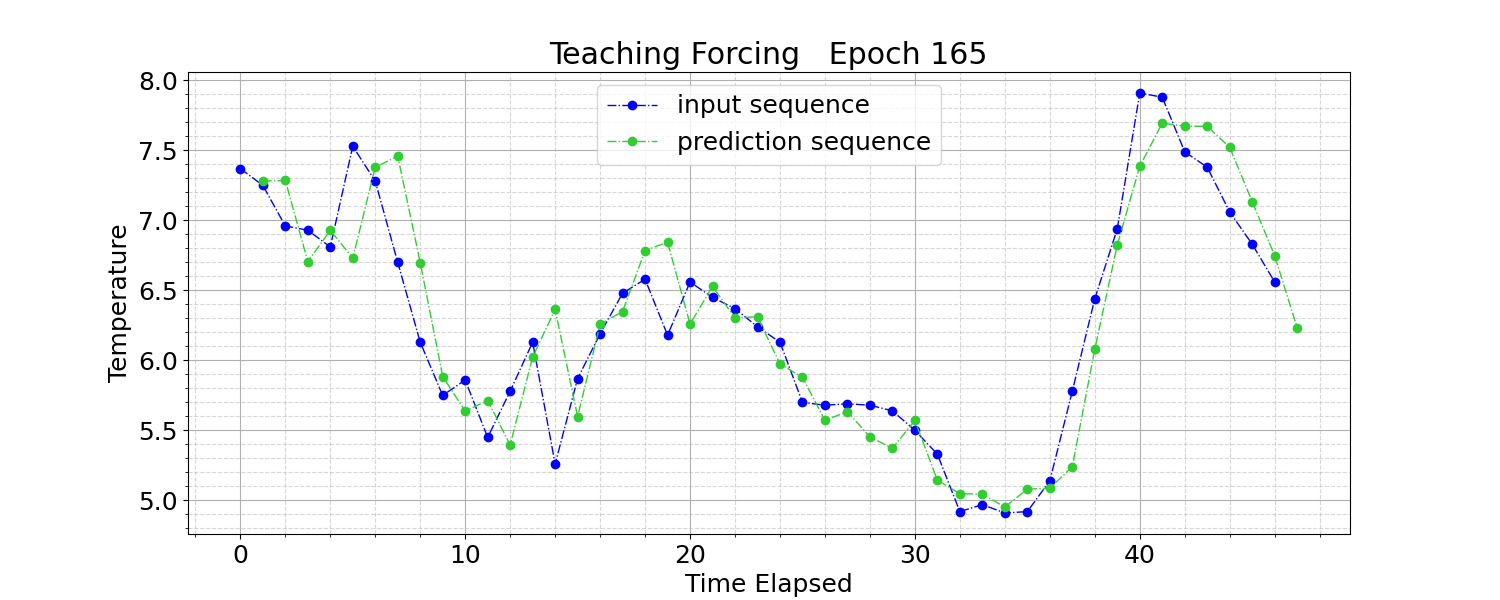 Teaching Forcing   Epoch 165
input sequence
prediction sequence
Temperature
8.0
7.5
7.0
6.5
6.0
5.5
5.0
0 10 20 30 40
Time Elapsed